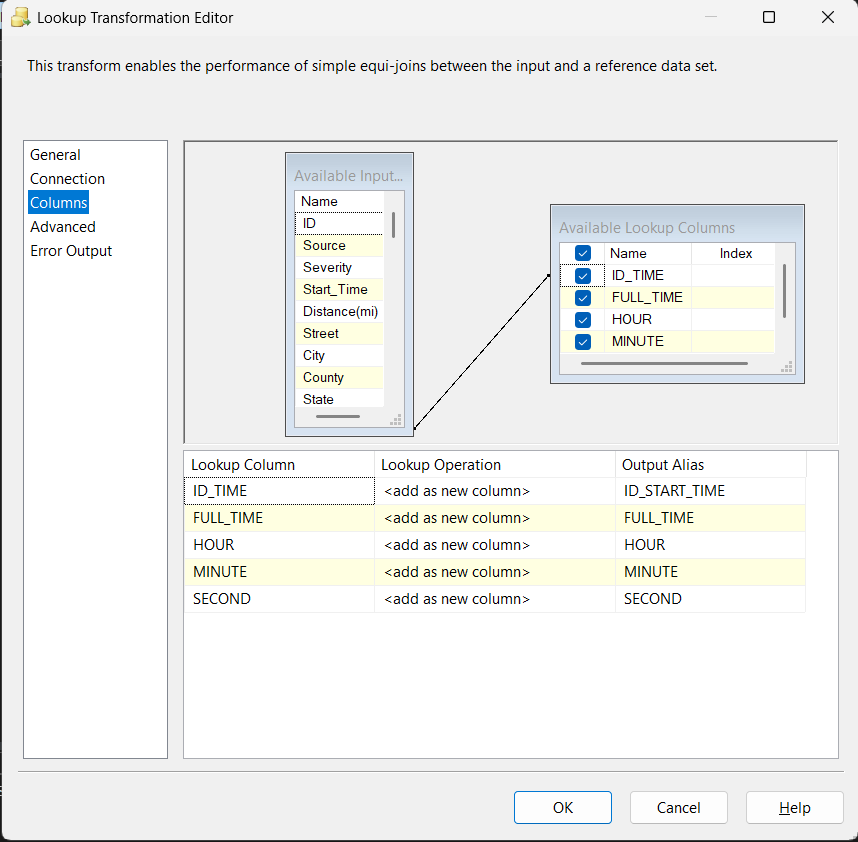 Lookup Transformation Editor
This transform enables the performance of simple equi-joins between the input and a reference data set.
General
Connection
Columns
Advanced
Error Output
Available Input...
Name
ID
Source
Severity
Start_Time
Distance(mi)
Street
City
County
State
Available Lookup Columns
Name Index
ID_TIME
FULL_TIME
HOUR
MINUTE
Lookup Column Lookup Operation Output Alias
ID_TIME <add as new column> ID_START_TIME
FULL_TIME <add as new column> FULL_TIME
HOUR <add as new column> HOUR
MINUTE <add as new column> MINUTE
SECOND <add as new column> SECOND
OK Cancel Help